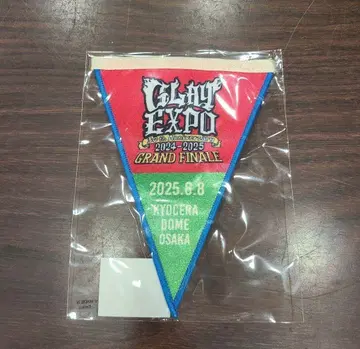 GLAY
EXPO
2024-2025
GRAND FINALE
2025.6.8
KYOCERA
DOME
OSAKA